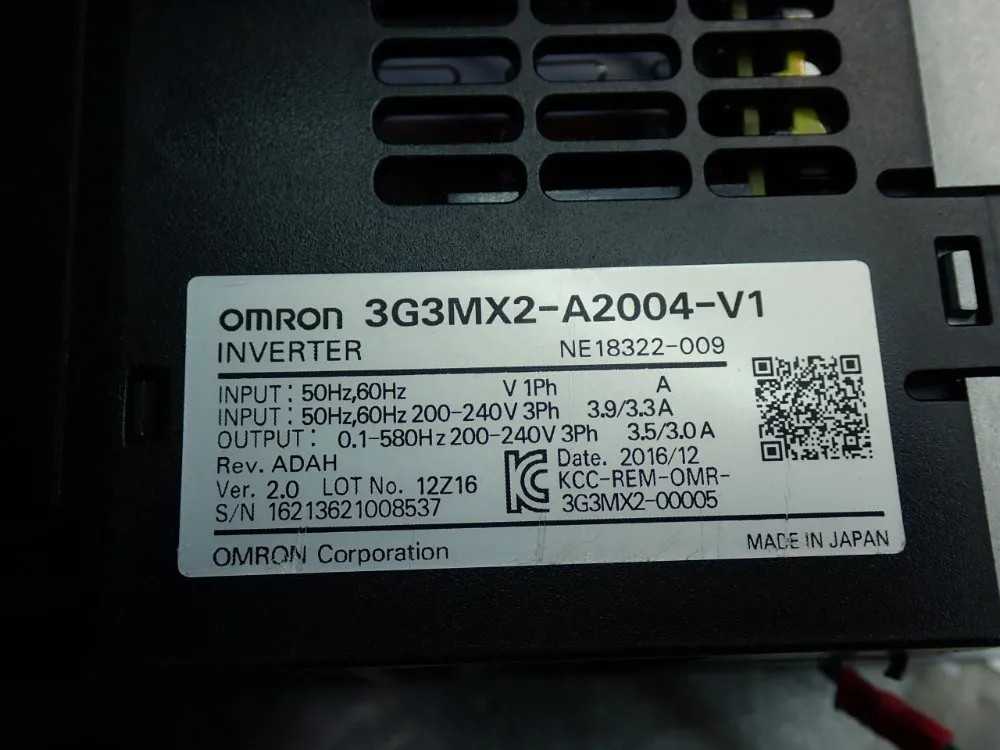 OMRON 3G3MX2-A2004-V1
INVERTER NE18322-009
INPUT: 50Hz,60Hz V 1Ph A
INPUT: 50Hz,60Hz 200-240V 3Ph 3.9/3.3A
OUTPUT: 0.1-580Hz 200-240V 3Ph 3.5/3.0A
Rev. ADAH
Ver. 2.0 LOT No. 12Z16
S/N 16213621008537
Date. 2016/12
KCC-REM-OMR-
3G3MX2-00005
OMRON Corporation MADE IN JAPAN